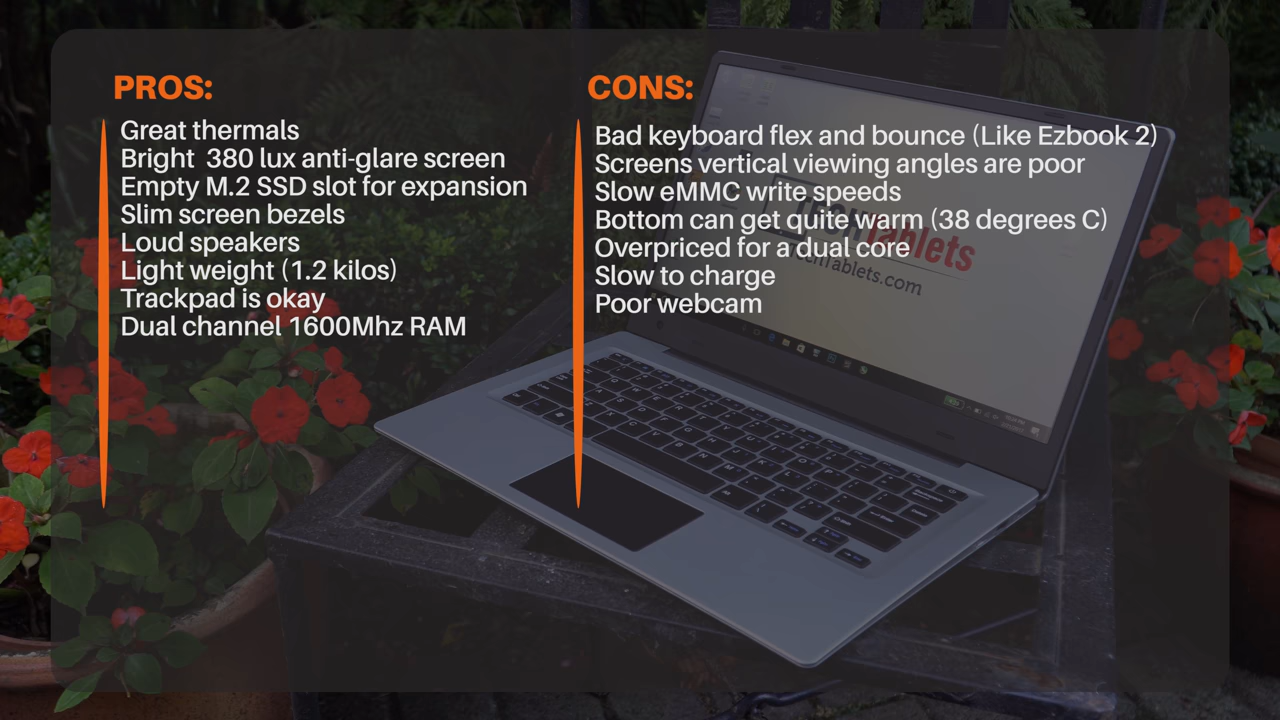 PROS:
Great thermals
Bright 380 lux anti-glare screen
Empty M.2 SSD slot for expansion
Slim screen bezels
Loud speakers
Light weight (1.2 kilos)
Trackpad is okay
Dual channel 1600Mhz RAM
CONS:
Bad keyboard flex and bounce (Like Ezbook 2)
Screens vertical viewing angles are poor
Slow eMMC write speeds
Bottom can get quite warm (38 degrees C)
Overpriced for a dual core
Slow to charge
Poor webcam
TechTablets
TechTablets.com